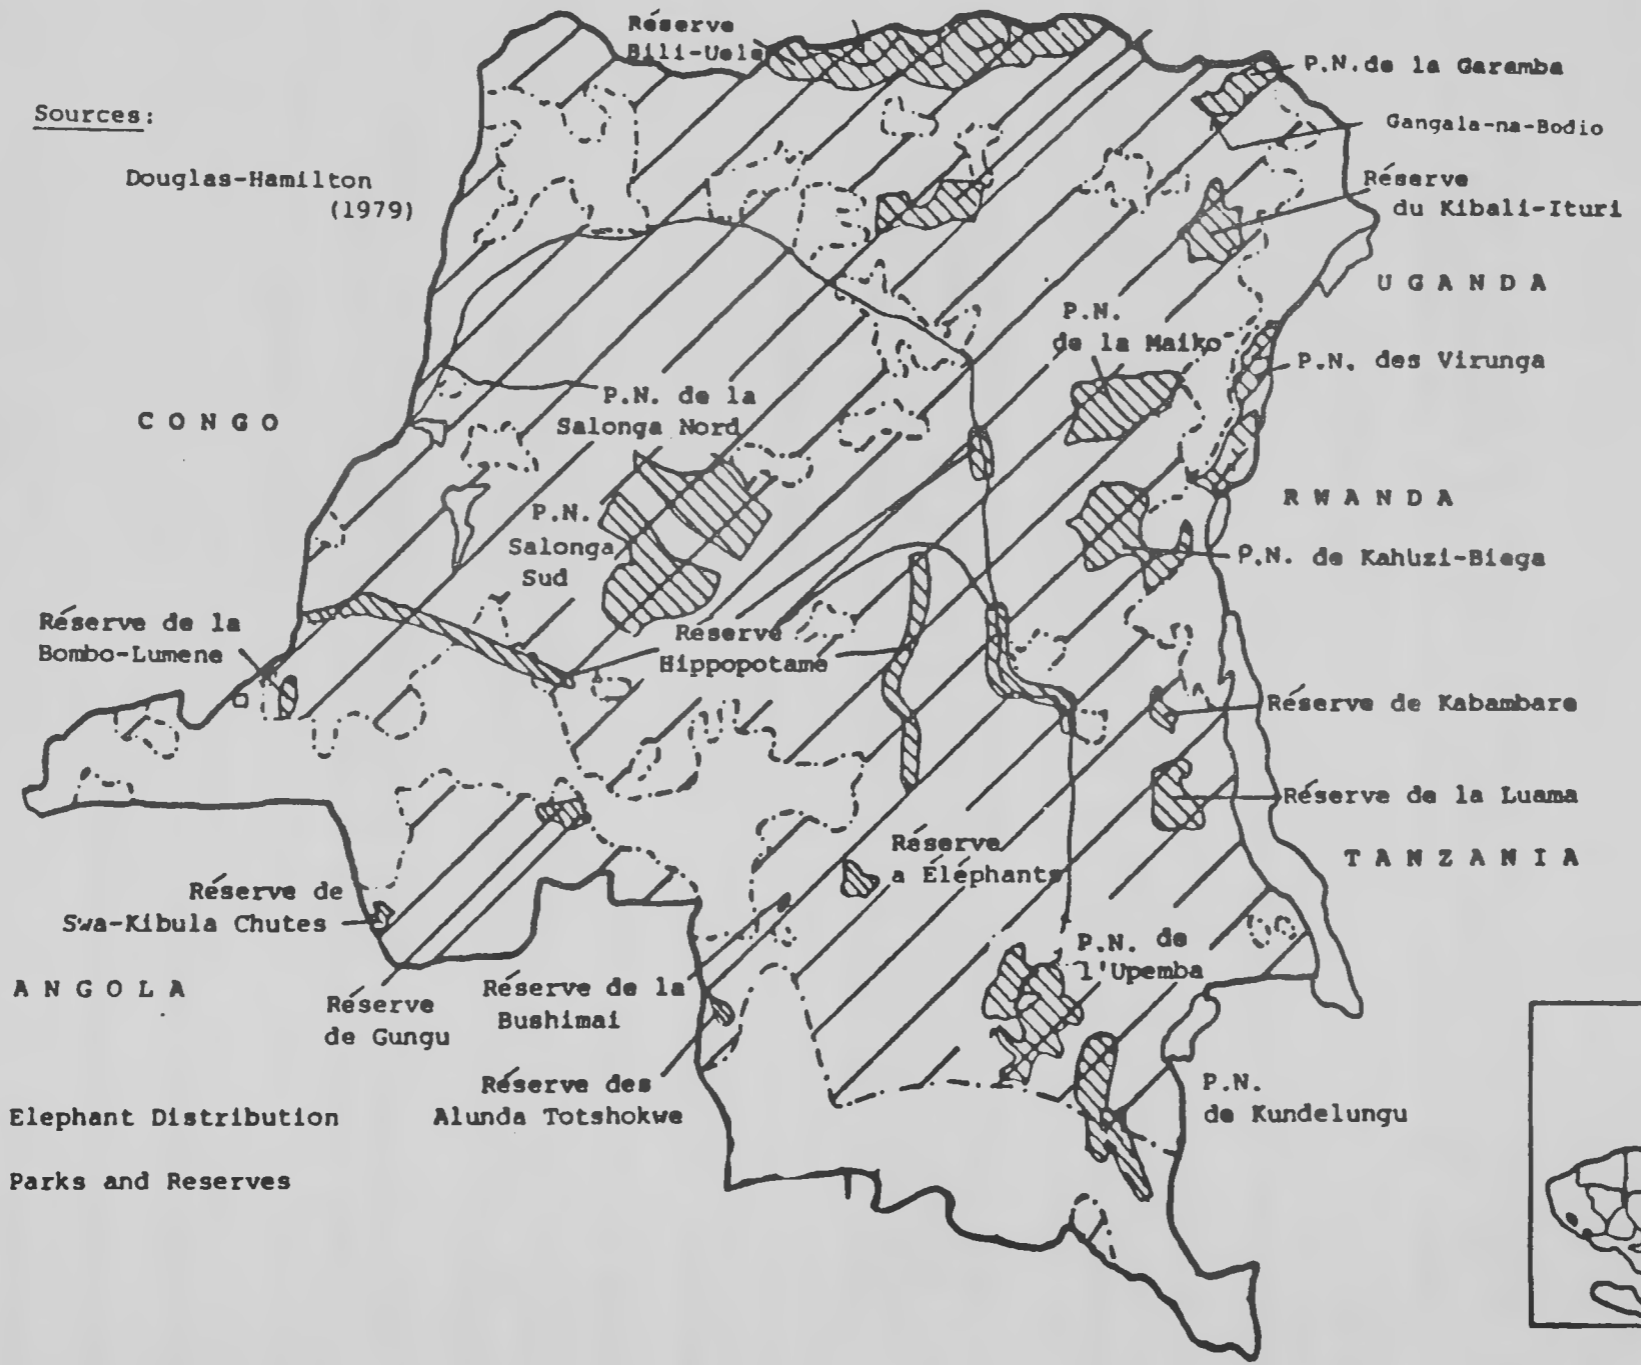 Réserve
Bili-Uele
P.N. de la Garamba
Sources:
Gangala-na-Bodio
Douglas-Hamilton
(1979)
Réserve
du Kibali-Ituri
UGANDA
P.N.
de la Maiko
P.N. des Virunga
P.N. de la
Salonga Nord
CONGO
RWANDA
P.N.
Salonga
Sud
P.N. de Kahuzi-Biega
Réserve de la
Bombo-Lumene
Réserve
Hippopotame
Réserve de Kabambare
Réserve de la Luama
Réserve
a Eléphants
TANZANIA
Réserve de
Swa-Kibula Chutes
P.N. de
l'Upemba
ANGOLA
Réserve
de Gungu
Réserve de la
Bushimai
Réserve des
Alunda Totshokwe
P.N.
de Kundelungu
Elephant Distribution
Parks and Reserves